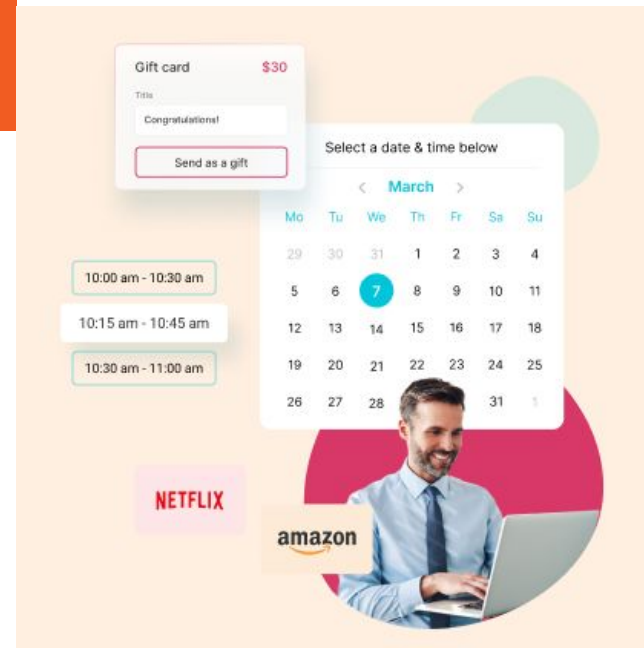 Gift card $30
Title
Congratulations!
Send as a gift
Select a date & time below
< March >
Mo Tu We Th Fr Sa Su
29 30 31 1 2 3 4
5 6 7 8 9 10 11
12 13 14 15 16 17 18
19 20 21 22 23 24 25
26 27 28 31 1
10:00 am - 10:30 am
10:15 am - 10:45 am
10:30 am - 11:00 am
NETFLIX
amazon